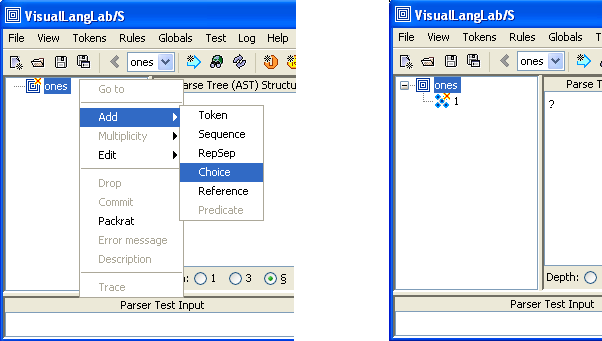 VisualLangLab/S
File View Tokens Rules Globals Test Log Help
ones
ones
Parse Tree (AST) Structu
Go to
Add
Multiplicity
Edit
Drop
Commit
Packrat
Error message
Description
Trace
Token
Sequence
RepSep
Choice
Reference
Predicate
: 1 3 §
Parser Test Input
VisualLangLab/S
File View Tokens Rules Globals
ones
ones
1
Parse T
?
Depth:
Parser Test Input